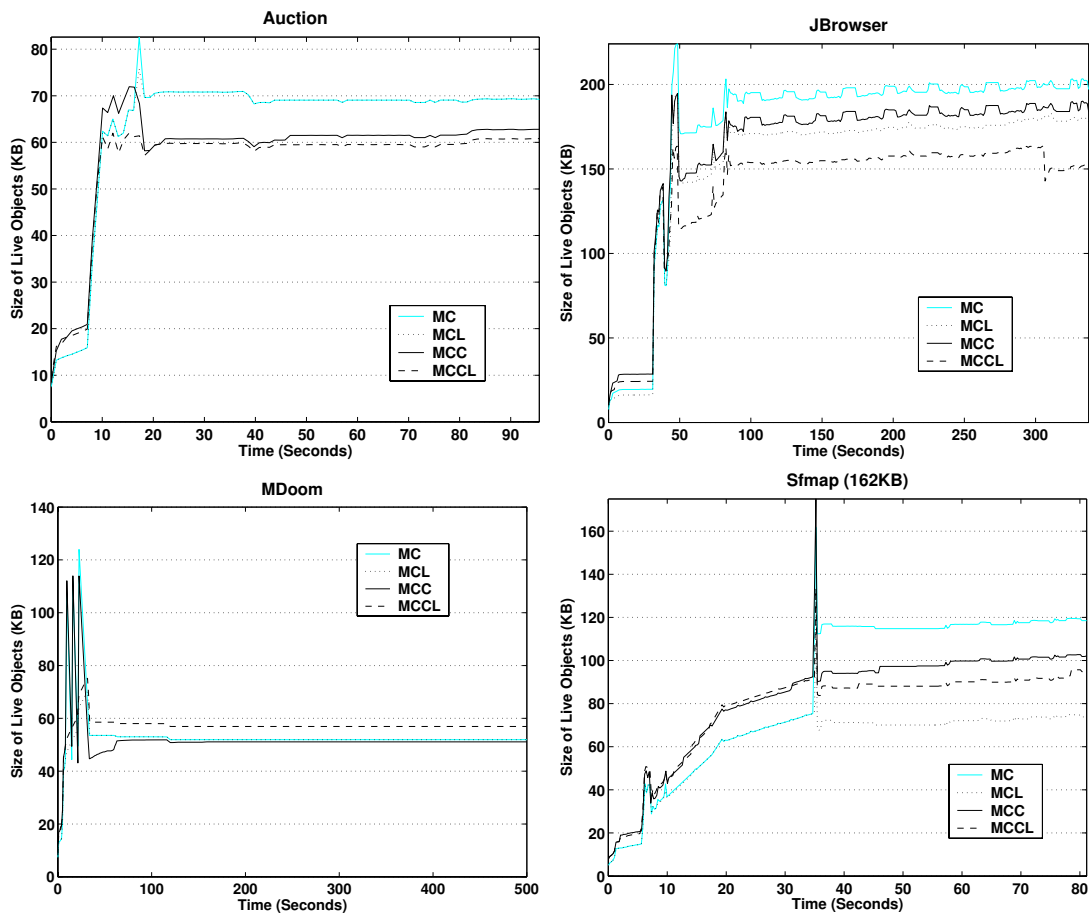 Auction
Size of Live Objects (KB)
80
70
60
50
40
30
20
10
0
0 10 20 30 40 50 60 70 80 90
Time (Seconds)
MC
MCL
MCC
MCCL
JBrowser
Size of Live Objects (KB)
200
150
100
50
0
0 50 100 150 200 250 300
Time (Seconds)
MC
MCL
MCC
MCCL
MDoom
Size of Live Objects (KB)
140
120
100
80
60
40
20
0
0 100 200 300 400 500
Time (Seconds)
MC
MCL
MCC
MCCL
Sfmap (162KB)
Size of Live Objects (KB)
160
140
120
100
80
60
40
20
0
0 10 20 30 40 50 60 70 80
Time (Seconds)
MC
MCL
MCC
MCCL